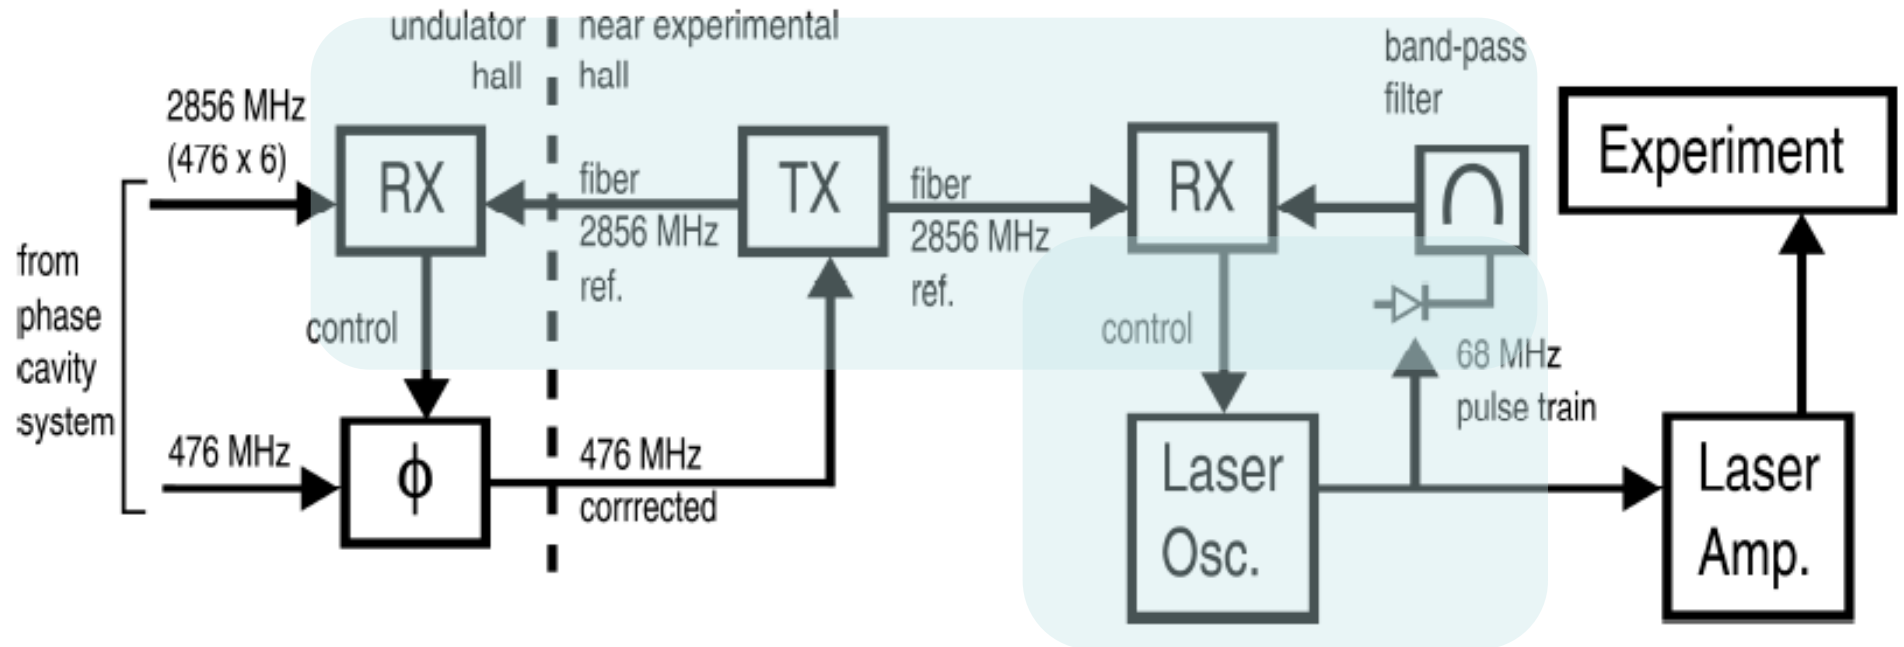 undulator
hall
near experimental
hall
band-pass
filter
2856 MHz
(476 x 6)
RX
fiber
2856 MHz
ref.
TX
fiber
2856 MHz
ref.
RX
Experiment
from
phase
cavity
system
control
control
68 MHz
pulse train
476 MHz
ϕ
476 MHz
corrrected
Laser
Osc.
Laser
Amp.